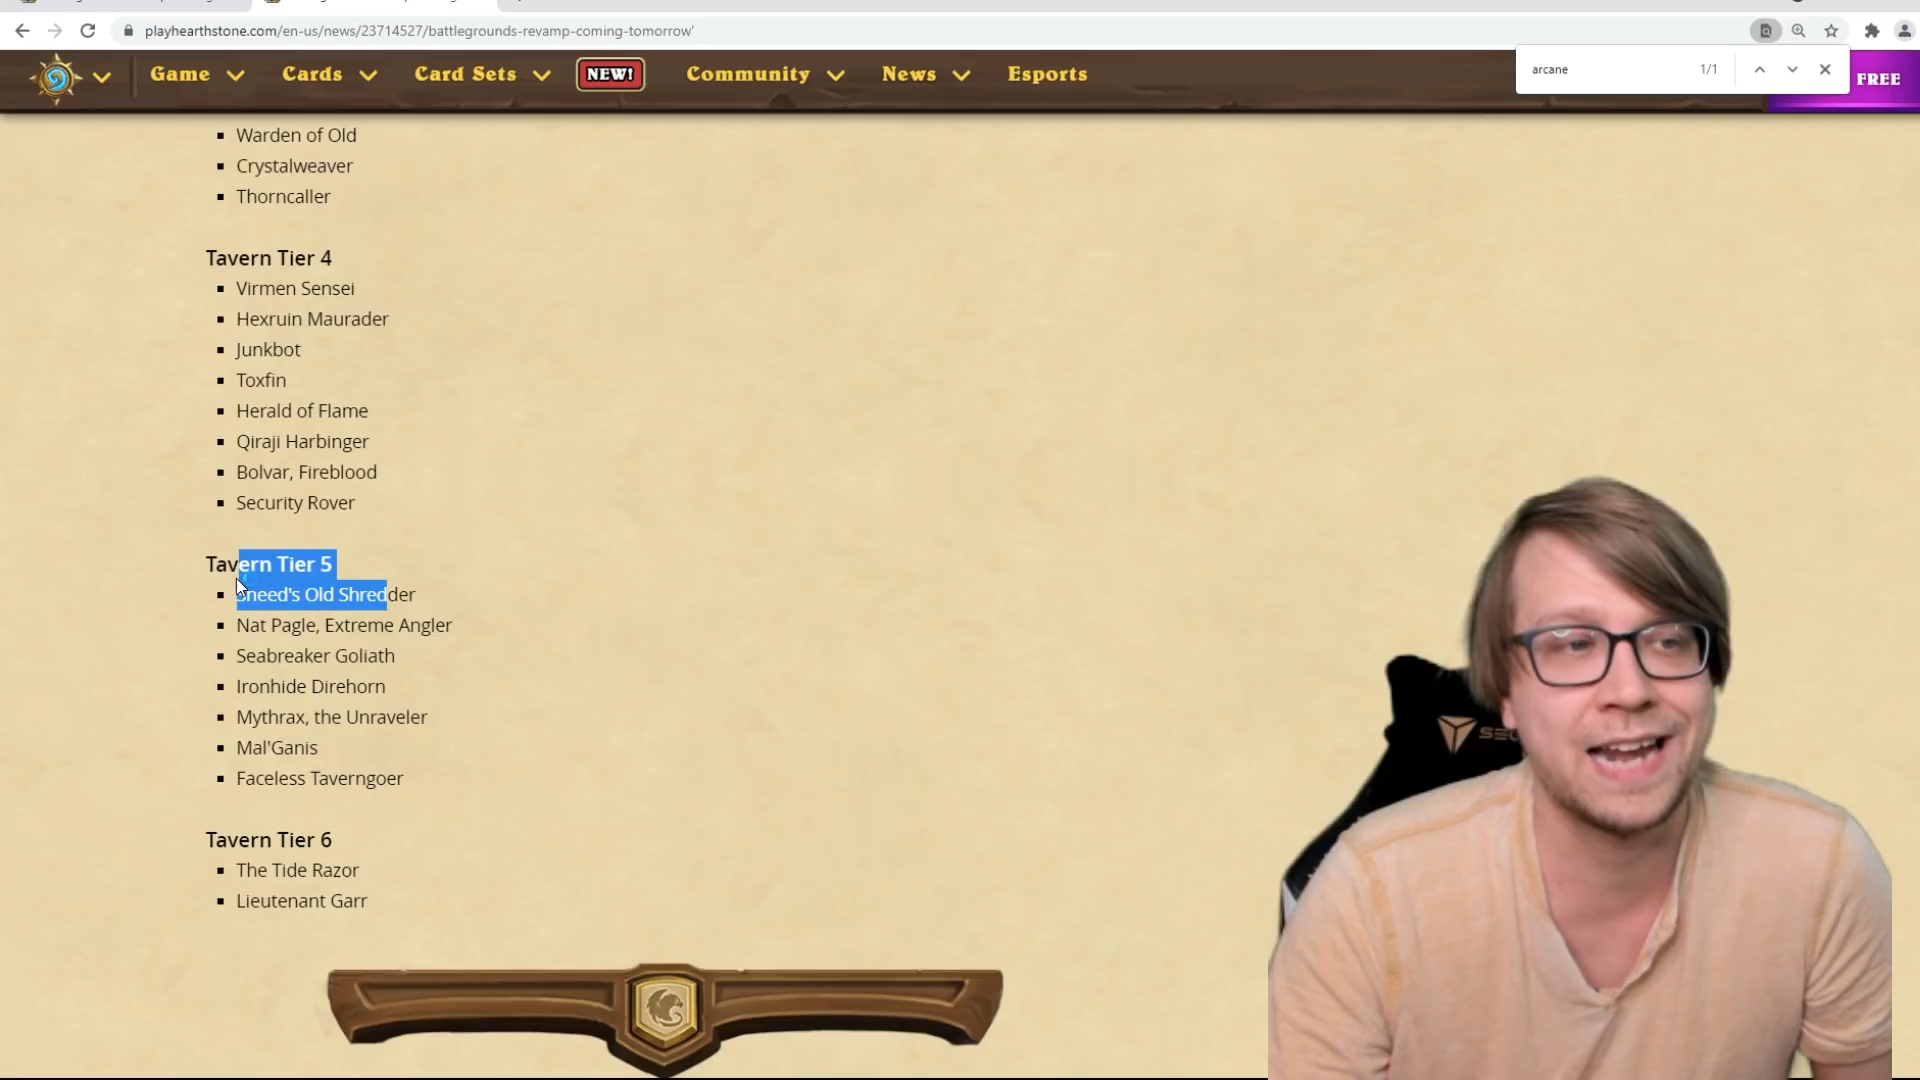 playhearthstone.com/en-us/news/23714527/battlegrounds-revamp-coming-tomorrow'
Game
Cards
Card Sets
NEW!
Community
News
Esports
arcane
1/1
FREE
Warden of Old
Crystalweaver
Thorncaller
Tavern Tier 4
Virmen Sensei
Hexruin Maurader
Junkbot
Toxfin
Herald of Flame
Qiraji Harbinger
Bolvar, Fireblood
Security Rover
Tavern Tier 5
Sneed's Old Shredder
Nat Pagle, Extreme Angler
Seabreaker Goliath
Ironhide Direhorn
Mythrax, the Unraveler
Mal'Ganis
Faceless Taverngoer
Tavern Tier 6
The Tide Razor
Lieutenant Garr